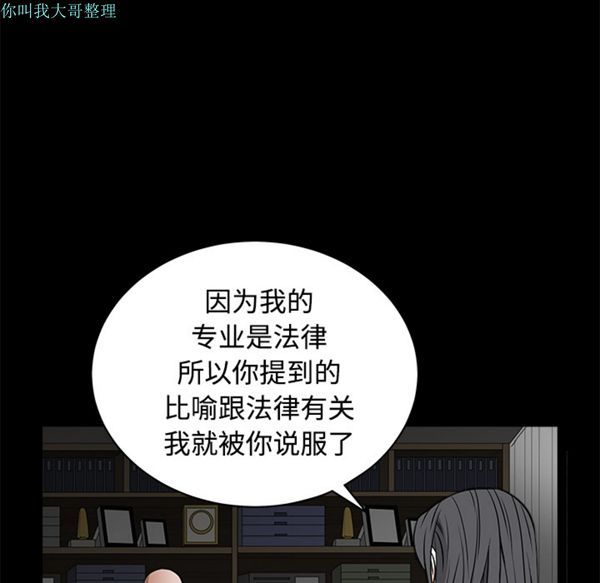 你叫我大哥整理
因为我的
专业是法律
所以你提到的
比喻跟法律有关
我就被你说服了